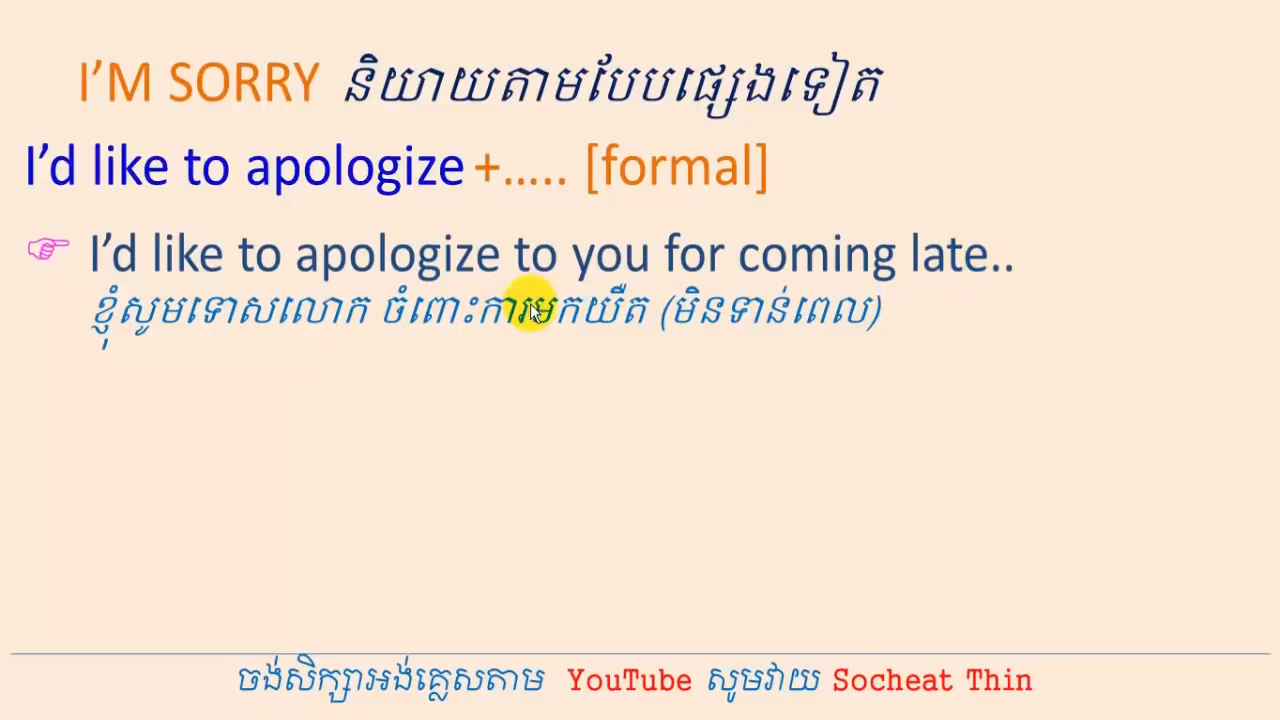 I’M SORRY និយាយតាមបែបផ្សេងទៀត
I’d like to apologize +..... [formal]
I’d like to apologize to you for coming late..
ខ្ញុំសូមទោសលោក ចំពោះការមកយឺត (មិនទាន់ពេល)
ចង់សិក្សាអង់គ្លេសតាម YouTube សូមវាយ Socheat Thin